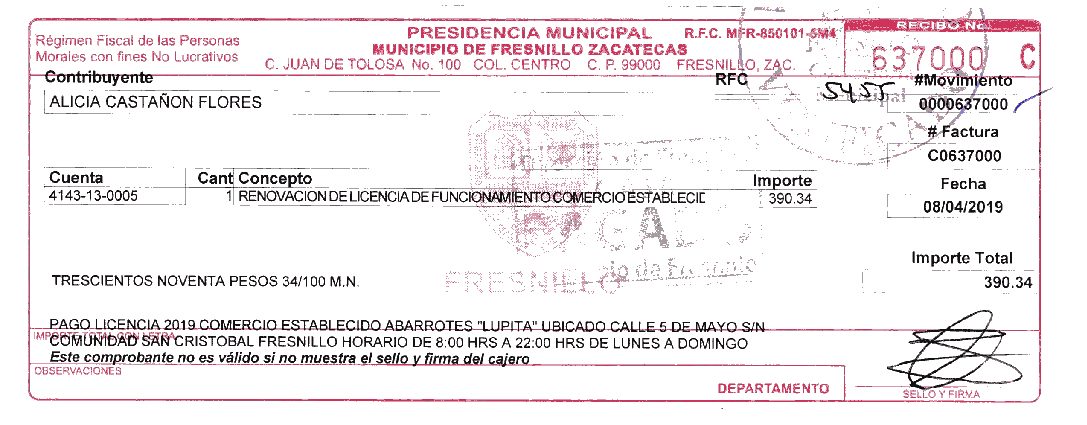 Régimen Fiscal de las Personas
Morales con fines No Lucrativos
PRESIDENCIA MUNICIPAL R.F.C. MFR-850101-5M4
MUNICIPIO DE FRESNILLO ZACATECAS
C. JUAN DE TOLOSA No. 100 COL. CENTRO C. P. 99000 FRESNILLO, ZAC.
RECIBO No.
637000 C
Contribuyente
RFC
5455
#Movimiento
ALICIA CASTAÑON FLORES
0000637000
# Factura
C0637000
Cuenta Cant Concepto Importe
Fecha
4143-13-0005 1 RENOVACION DE LICENCIA DE FUNCIONAMIENTO COMERCIO ESTABLECID 390.34
08/04/2019
FRESNILLO
Importe Total
TRESCIENTOS NOVENTA PESOS 34/100 M.N.
390.34
PAGO LICENCIA 2019 COMERCIO ESTABLECIDO ABARROTES "LUPITA" UBICADO CALLE 5 DE MAYO S/N
IMPORTE TOTAL CON LETRA
COMUNIDAD SAN CRISTOBAL FRESNILLO HORARIO DE 8:00 HRS A 22:00 HRS DE LUNES A DOMINGO
Este comprobante no es válido si no muestra el sello y firma del cajero
OBSERVACIONES
DEPARTAMENTO
SELLO Y FIRMA